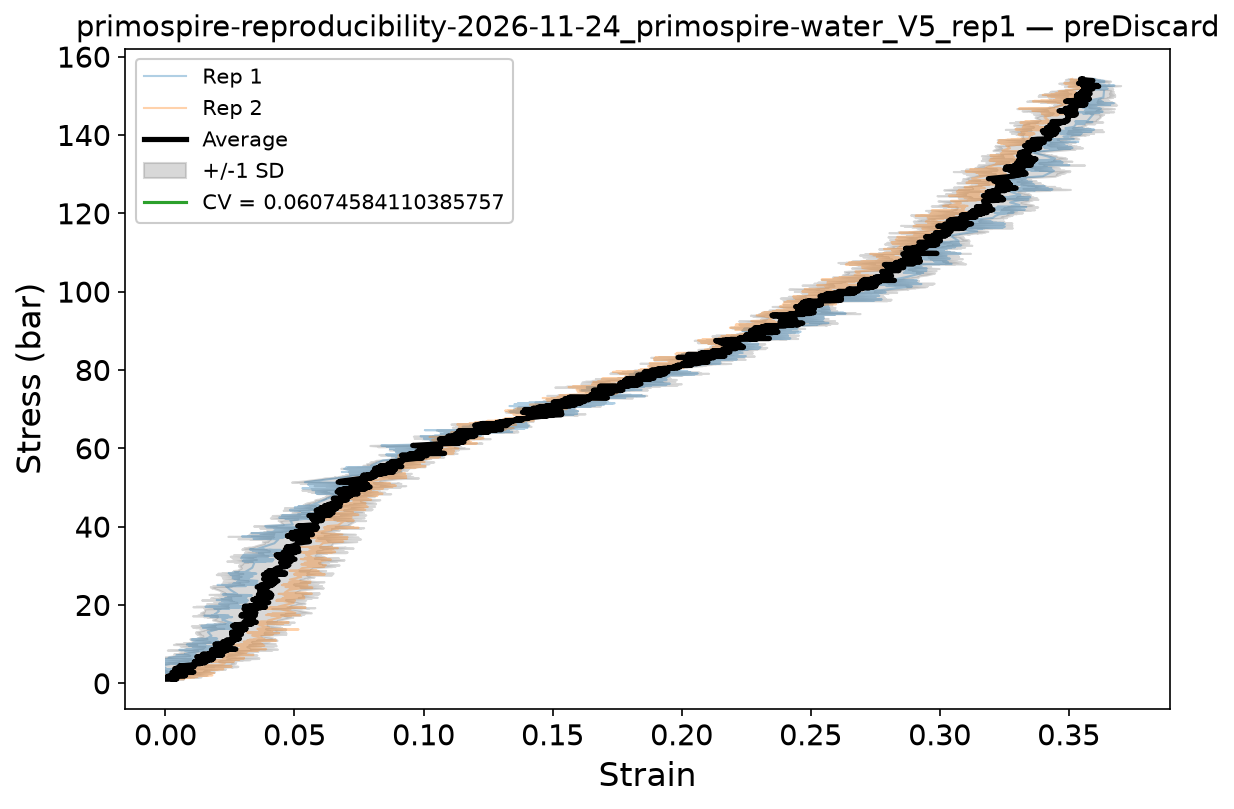 primospire-reproducibility-2026-11-24_primospire-water_V5_rep1 — preDiscard
160
140
120
100
80
60
40
20
0
Stress (bar)
Rep 1
Rep 2
Average
+/-1 SD
CV = 0.06074584110385757
0.00 0.05 0.10 0.15 0.20 0.25 0.30 0.35
Strain